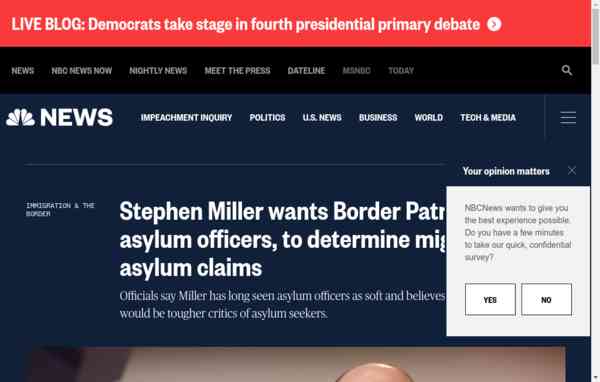 LIVE BLOG: Democrats take stage in fourth presidential primary debate
NEWS NBC NEWS NOW NIGHTLY NEWS MEET THE PRESS DATELINE MSNBC TODAY
NEWS IMPEACHMENT INQUIRY POLITICS U.S. NEWS BUSINESS WORLD TECH & MEDIA
Your opinion matters
IMMIGRATION & THE
BORDER
Stephen Miller wants Border Patr
asylum officers, to determine mig
asylum claims
Officials say Miller has long seen asylum officers as soft and believes
would be tougher critics of asylum seekers.
NBCNews wants to give you
the best experience possible.
Do you have a few minutes
to take our quick, confidential
survey?
YES NO